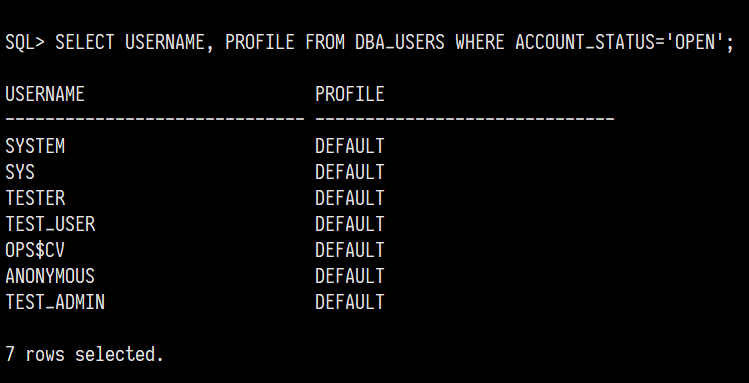 SQL> SELECT USERNAME, PROFILE FROM DBA_USERS WHERE ACCOUNT_STATUS='OPEN';
USERNAME                       PROFILE
------------------------------ ------------------------------
SYSTEM                         DEFAULT
SYS                            DEFAULT
TESTER                         DEFAULT
TEST_USER                      DEFAULT
OPS$CV                         DEFAULT
ANONYMOUS                      DEFAULT
TEST_ADMIN                     DEFAULT
7 rows selected.